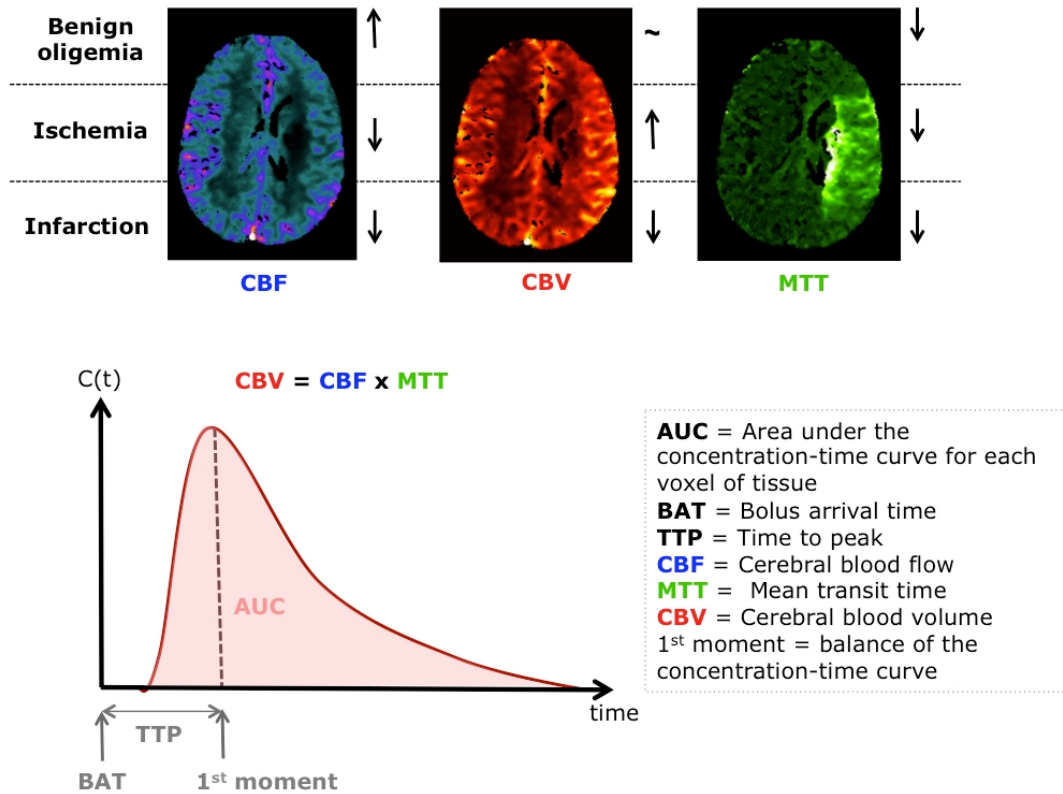 Benign
oligemia
↑
~
↓
Ischemia
↓
↑
↓
Infarction
↓
↓
↓
CBF
CBV
MTT
C(t)
CBV = CBF x MTT
AUC
time
TTP
BAT
1st moment
AUC = Area under the
concentration-time curve for each
voxel of tissue
BAT = Bolus arrival time
TTP = Time to peak
CBF = Cerebral blood flow
MTT = Mean transit time
CBV = Cerebral blood volume
1st moment = balance of the
concentration-time curve